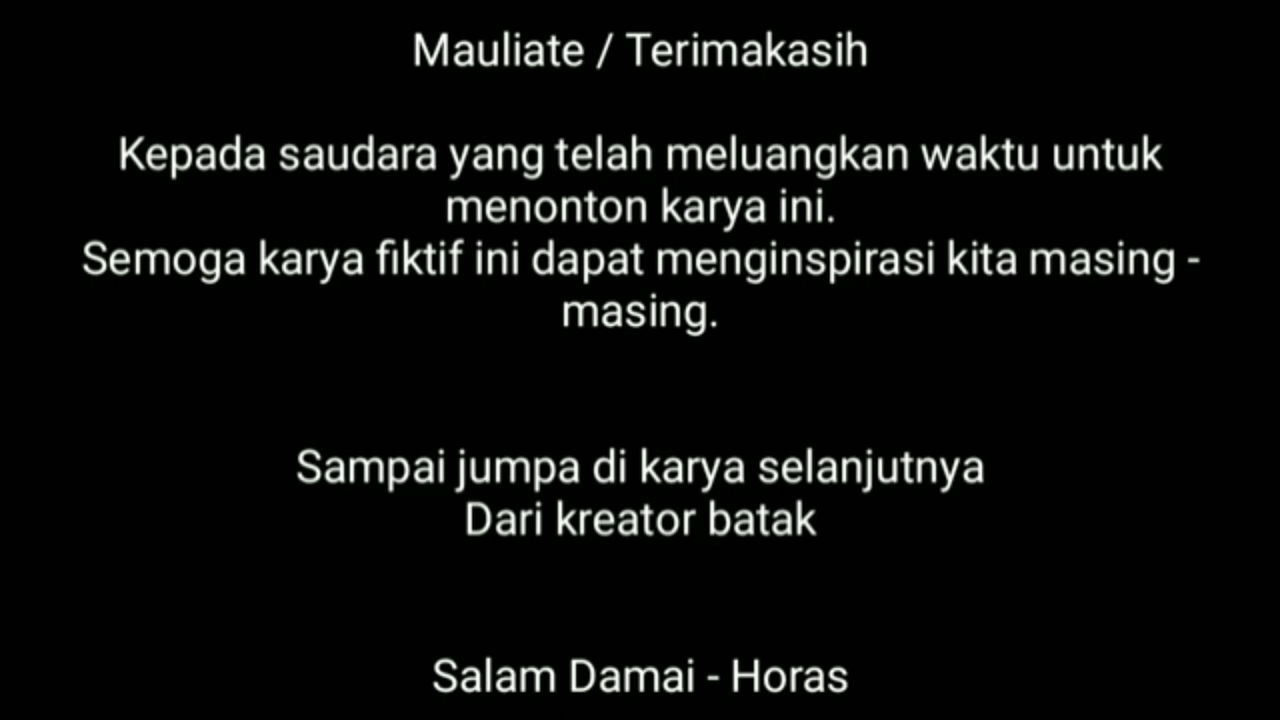 Mauliate / Terimakasih
Kepada saudara yang telah meluangkan waktu untuk
menonton karya ini.
Semoga karya fiktif ini dapat menginspirasi kita masing -
masing.
Sampai jumpa di karya selanjutnya
Dari kreator batak
Salam Damai - Horas